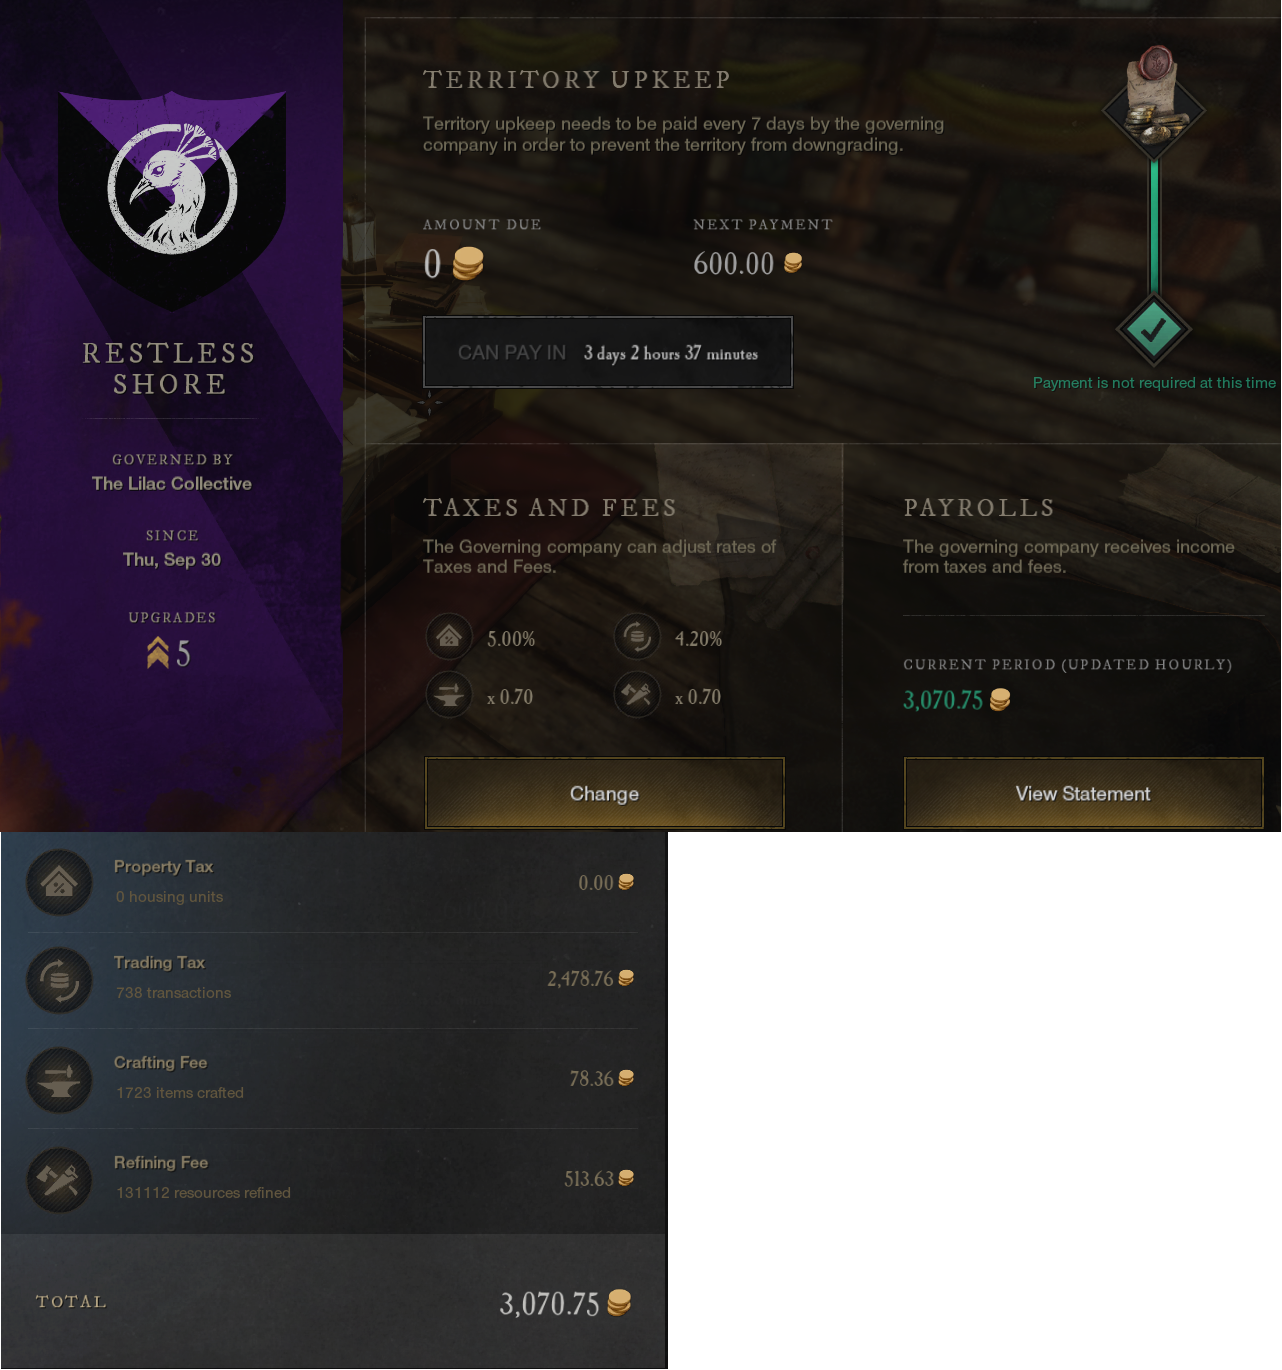 RESTLESS
SHORE
GOVERNED BY
The Lilac Collective
SINCE
Thu, Sep 30
UPGRADES
5
TERRITORY UPKEEP
Territory upkeep needs to be paid every 7 days by the governing
company in order to prevent the territory from downgrading.
AMOUNT DUE
0
NEXT PAYMENT
600.00
CAN PAY IN 3 days 2 hours 37 minutes
Payment is not required at this time
TAXES AND FEES
The Governing company can adjust rates of
Taxes and Fees.
5.00%
4.20%
x 0.70
x 0.70
Change
PAYROLLS
The governing company receives income
from taxes and fees.
CURRENT PERIOD (UPDATED HOURLY)
3,070.75
View Statement
Property Tax
0 housing units
0.00
Trading Tax
738 transactions
2,478.76
Crafting Fee
1723 items crafted
78.36
Refining Fee
131112 resources refined
513.63
TOTAL
3,070.75